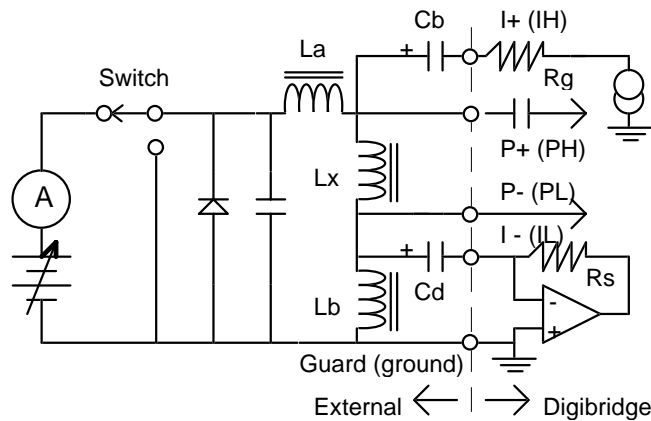 Cb
I+ (IH)
La
Switch
Rg
P+ (PH)
A
Lx
P- (PL)
I - (IL)
Cd
Rs
Lb
Guard (ground)
External
Digibridge
+
+
-
+